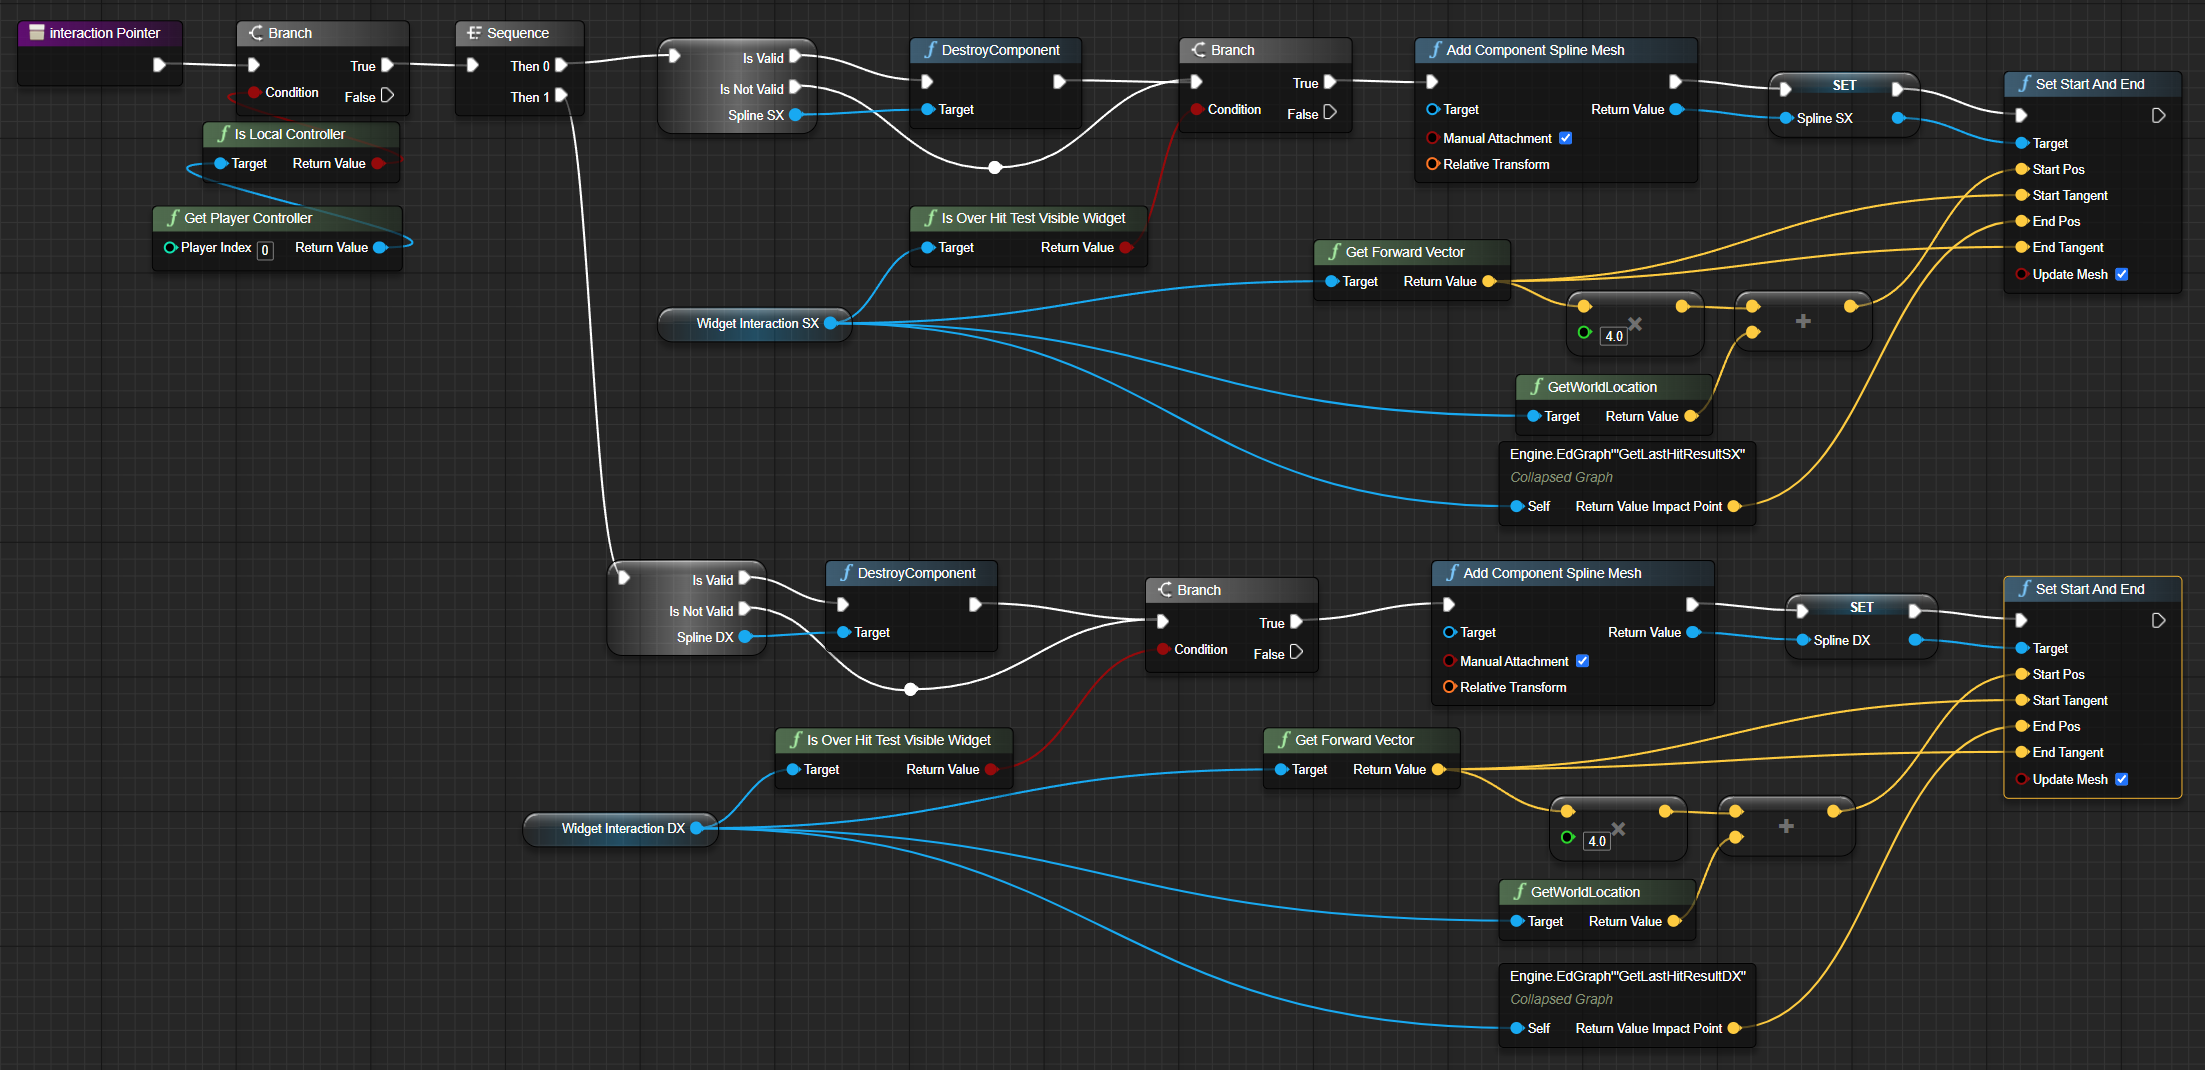 interaction Pointer
Branch
True
Condition
False
Is Local Controller
Target Return Value
Get Player Controller
Player Index 0 Return Value
Sequence
Then 0
Then 1
Is Valid
Is Not Valid
Spline SX
DestroyComponent
Target
Branch
True
Condition
False
Add Component Spline Mesh
Target Return Value
Manual Attachment
Relative Transform
SET
Spline SX
Set Start And End
Target
Start Pos
Start Tangent
End Pos
End Tangent
Update Mesh
Is Over Hit Test Visible Widget
Target Return Value
Widget Interaction SX
Get Forward Vector
Target Return Value
4.0
GetWorldLocation
Target Return Value
Engine.EdGraph'"GetLastHitResultSX"
Collapsed Graph
Self Return Value Impact Point
Is Valid
Is Not Valid
Spline DX
DestroyComponent
Target
Branch
True
Condition
False
Add Component Spline Mesh
Target Return Value
Manual Attachment
Relative Transform
SET
Spline DX
Set Start And End
Target
Start Pos
Start Tangent
End Pos
End Tangent
Update Mesh
Is Over Hit Test Visible Widget
Target Return Value
Widget Interaction DX
Get Forward Vector
Target Return Value
4.0
GetWorldLocation
Target Return Value
Engine.EdGraph'"GetLastHitResultDX"
Collapsed Graph
Self Return Value Impact Point